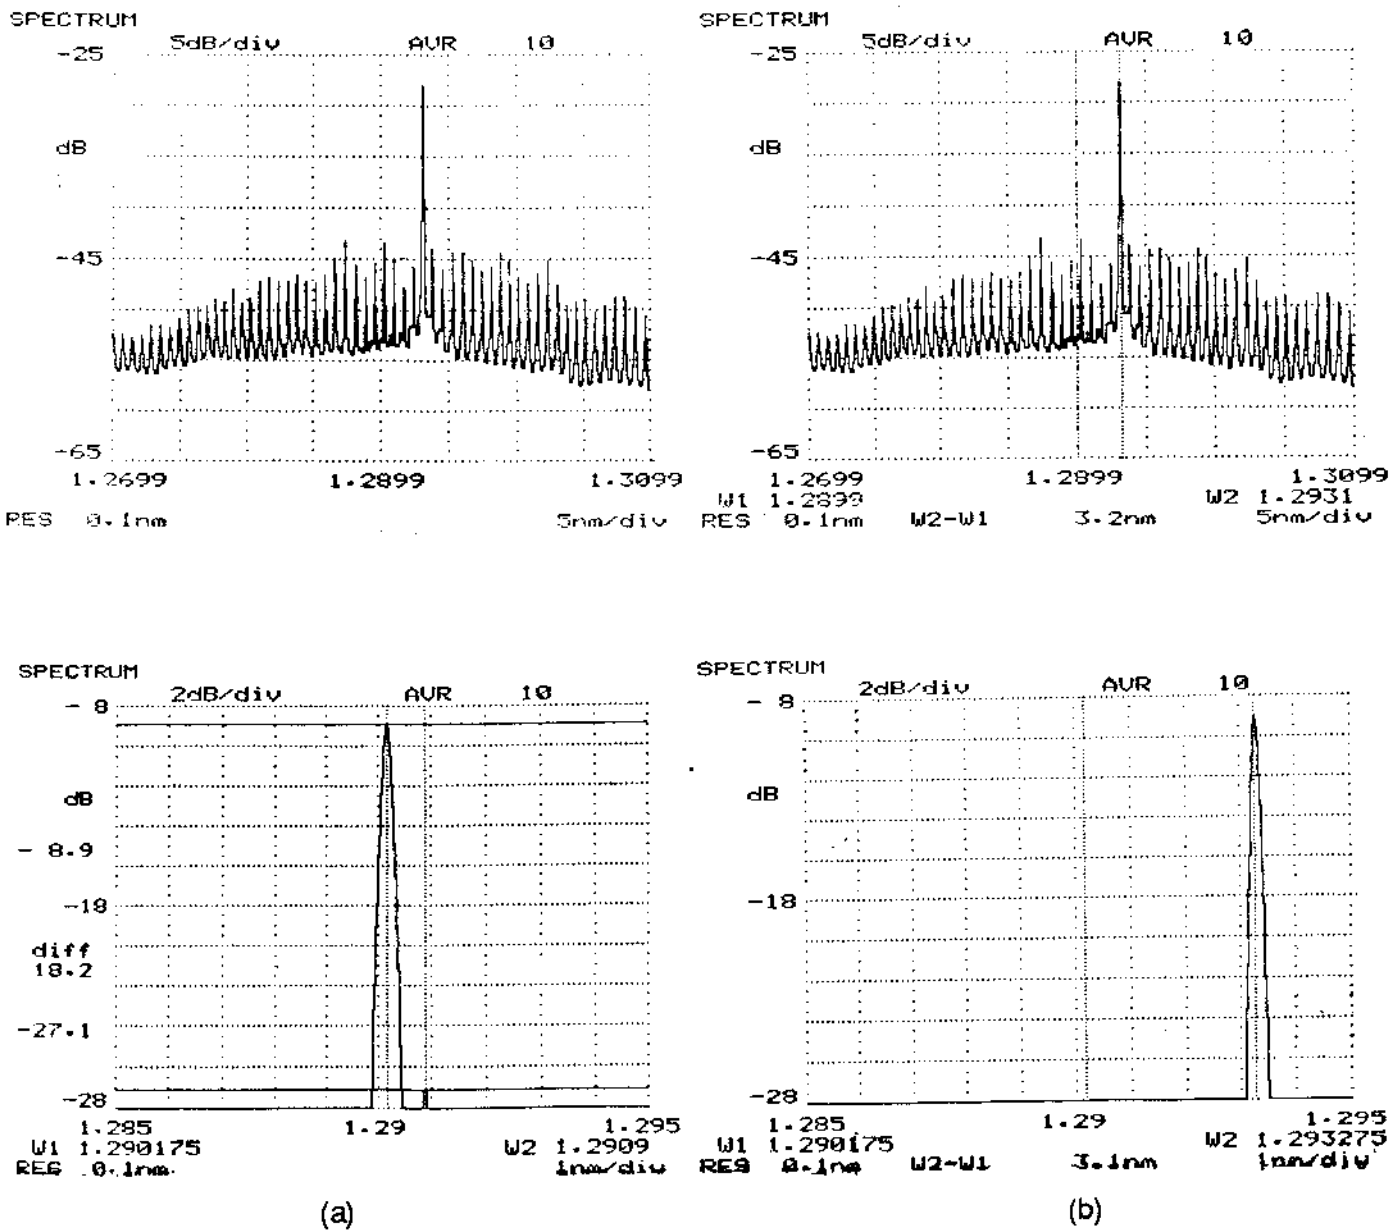 SPECTRUM
5dB/div AVR 10
-25
dB
-45
-65
1.2699 1.2899 1.3099
RES 0.1nm 5nm/div
SPECTRUM
5dB/div AVR 10
-25
dB
-45
-65
1.2699 1.2899 1.3099
W1 1.2899 W2 1.2931
RES 0.1nm W2-W1 3.2nm 5nm/div
SPECTRUM
2dB/div AVR 10
- 8
dB
- 8.9
-18
diff
18.2
-27.1
-28
1.285 1.29 1.295
W1 1.290175 W2 1.2909
RES 0.1nm 1nm/div
(a)
SPECTRUM
2dB/div AVR 10
- 8
dB
-18
-28
1.285 1.29 1.295
W1 1.290175 W2 1.293275
RES 0.1nm W2-W1 3.1nm 1nm/div
(b)